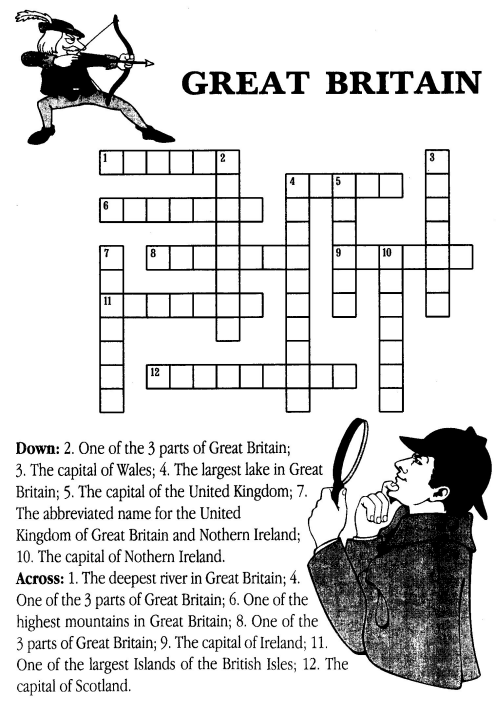 GREAT BRITAIN
1 2 3
4 5
6
7 8 9 10
11
12
Down: 2. One of the 3 parts of Great Britain;
3. The capital of Wales; 4. The largest lake in Great
Britain; 5. The capital of the United Kingdom; 7.
The abbreviated name for the United
Kingdom of Great Britain and Nothern Ireland;
10. The capital of Nothern Ireland.
Across: 1. The deepest river in Great Britain; 4.
One of the 3 parts of Great Britain; 6. One of the
highest mountains in Great Britain; 8. One of the
3 parts of Great Britain; 9. The capital of Ireland; 11.
One of the largest Islands of the British Isles; 12. The
capital of Scotland.